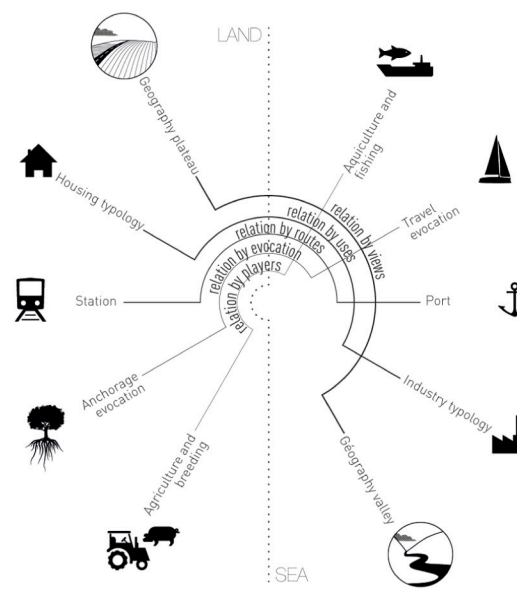 LAND
Geography plateau
Aquiculture and
fishing
Housing typology
Travel
evocation
relation by views
relation by uses
relation by routes
relation by evocation
relation by players
Station
Port
Anchorage
evocation
Industry typology
Agriculture and
breeding
Géography valley
SEA